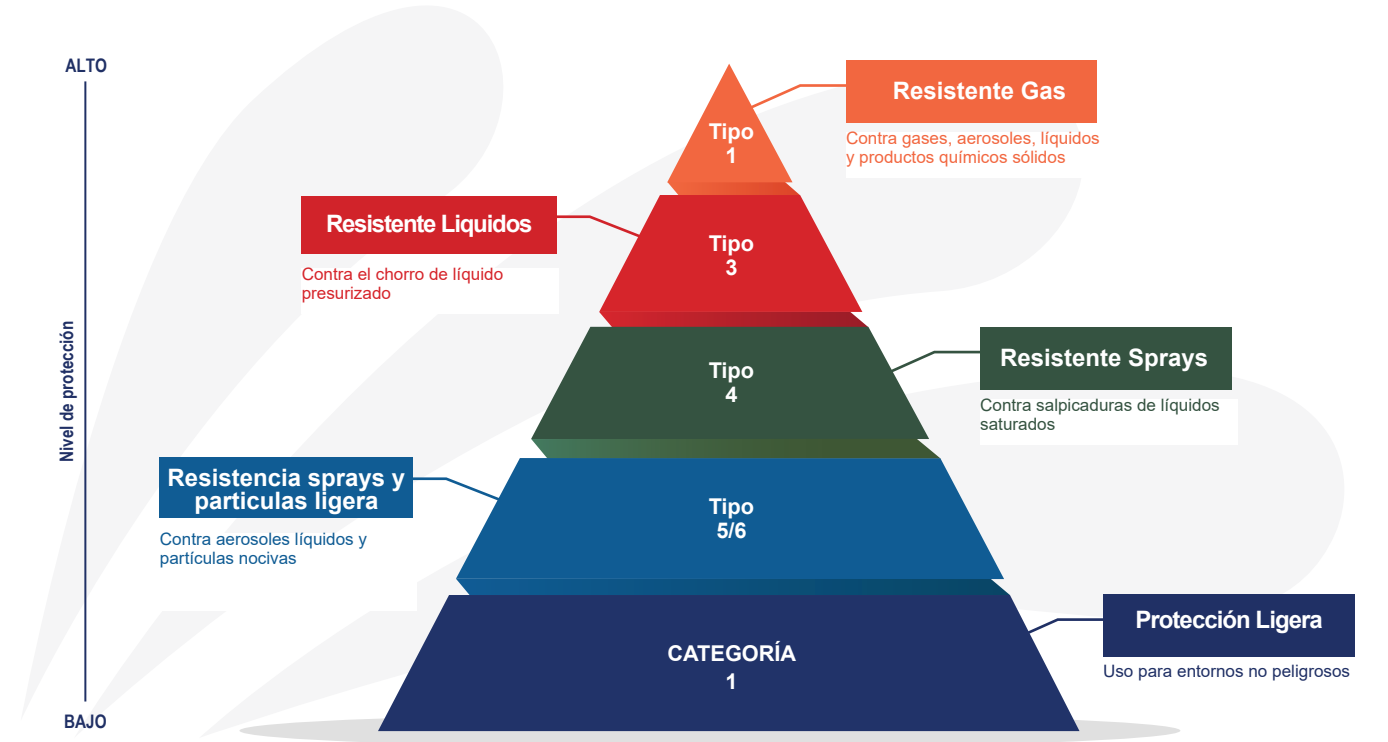 ALTO
Resistente Gas
Contra gases, aerosoles, líquidos
y productos químicos sólidos
Tipo
1
Resistente Liquidos
Contra el chorro de líquido
presurizado
Tipo
3
Nivel de protección
Resistente Sprays
Contra salpicaduras de líquidos
saturados
Tipo
4
Resistencia sprays y
particulas ligera
Contra aerosoles líquidos y
partículas nocivas
Tipo
5/6
Protección Ligera
Uso para entornos no peligrosos
CATEGORÍA
1
BAJO